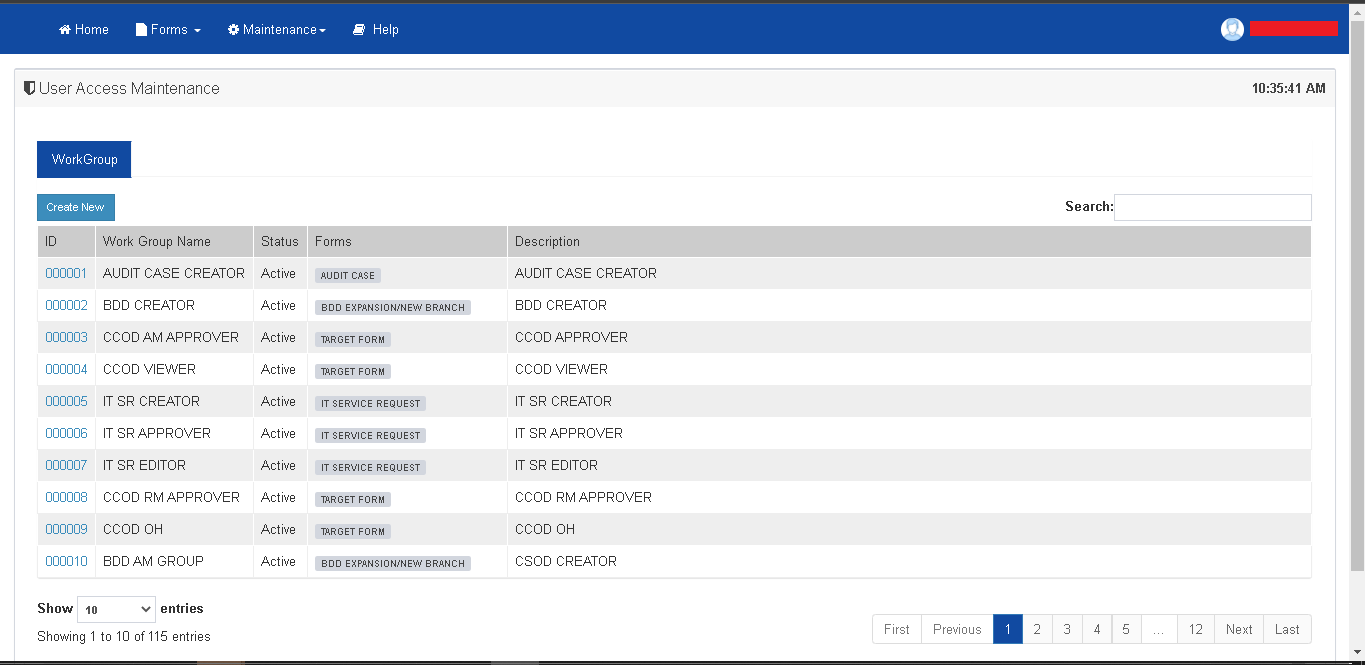 Home Forms Maintenance Help
User Access Maintenance 10:35:41 AM
WorkGroup
Create New Search:
ID Work Group Name Status Forms Description
000001 AUDIT CASE CREATOR Active AUDIT CASE AUDIT CASE CREATOR
000002 BDD CREATOR Active BDD EXPANSION/NEW BRANCH BDD CREATOR
000003 CCOD AM APPROVER Active TARGET FORM CCOD APPROVER
000004 CCOD VIEWER Active TARGET FORM CCOD VIEWER
000005 IT SR CREATOR Active IT SERVICE REQUEST IT SR CREATOR
000006 IT SR APPROVER Active IT SERVICE REQUEST IT SR APPROVER
000007 IT SR EDITOR Active IT SERVICE REQUEST IT SR EDITOR
000008 CCOD RM APPROVER Active TARGET FORM CCOD RM APPROVER
000009 CCOD OH Active TARGET FORM CCOD OH
000010 BDD AM GROUP Active BDD EXPANSION/NEW BRANCH CSOD CREATOR
Show 10 entries
Showing 1 to 10 of 115 entries
First Previous 1 2 3 4 5 ... 12 Next Last